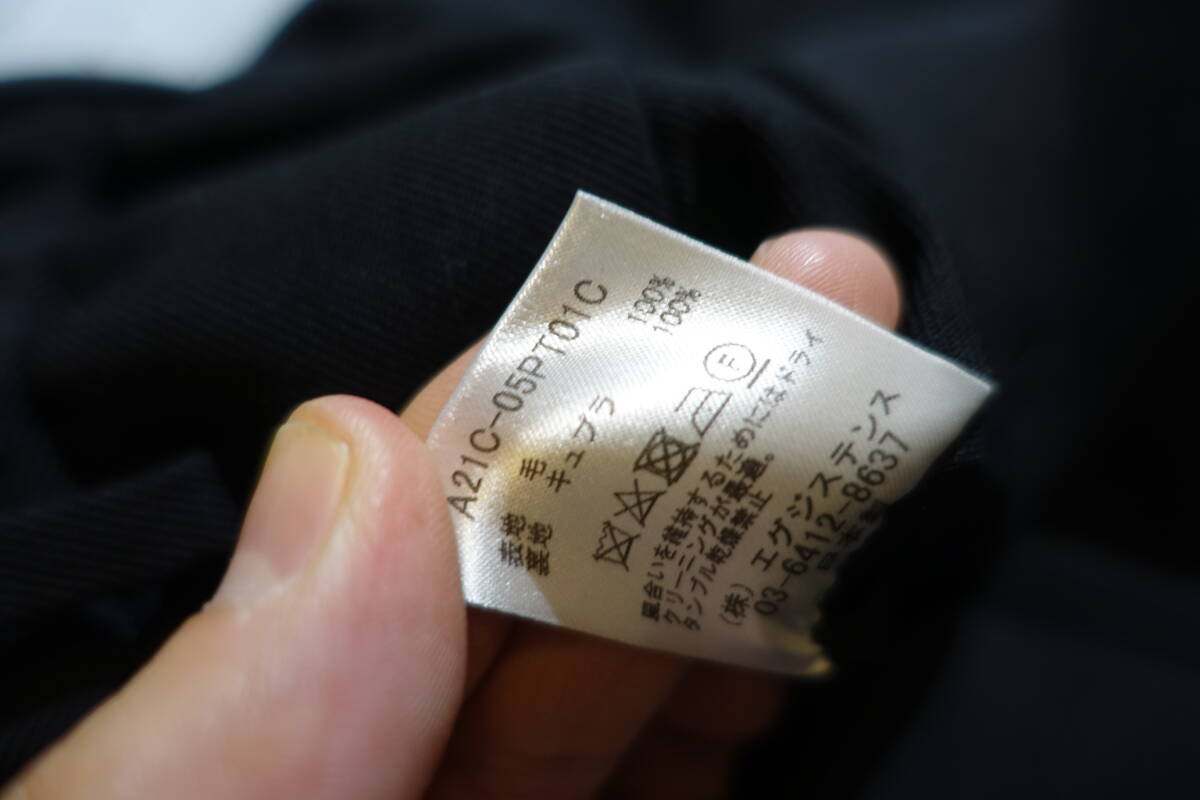 A21C-05PT01C
表地 毛 100%
裏地 キュプラ 100%
F
風合いを維持するためにはドライ
クリーニングが最適。
タンブル乾燥禁止
(株) エグジステンス
03-6412-8637